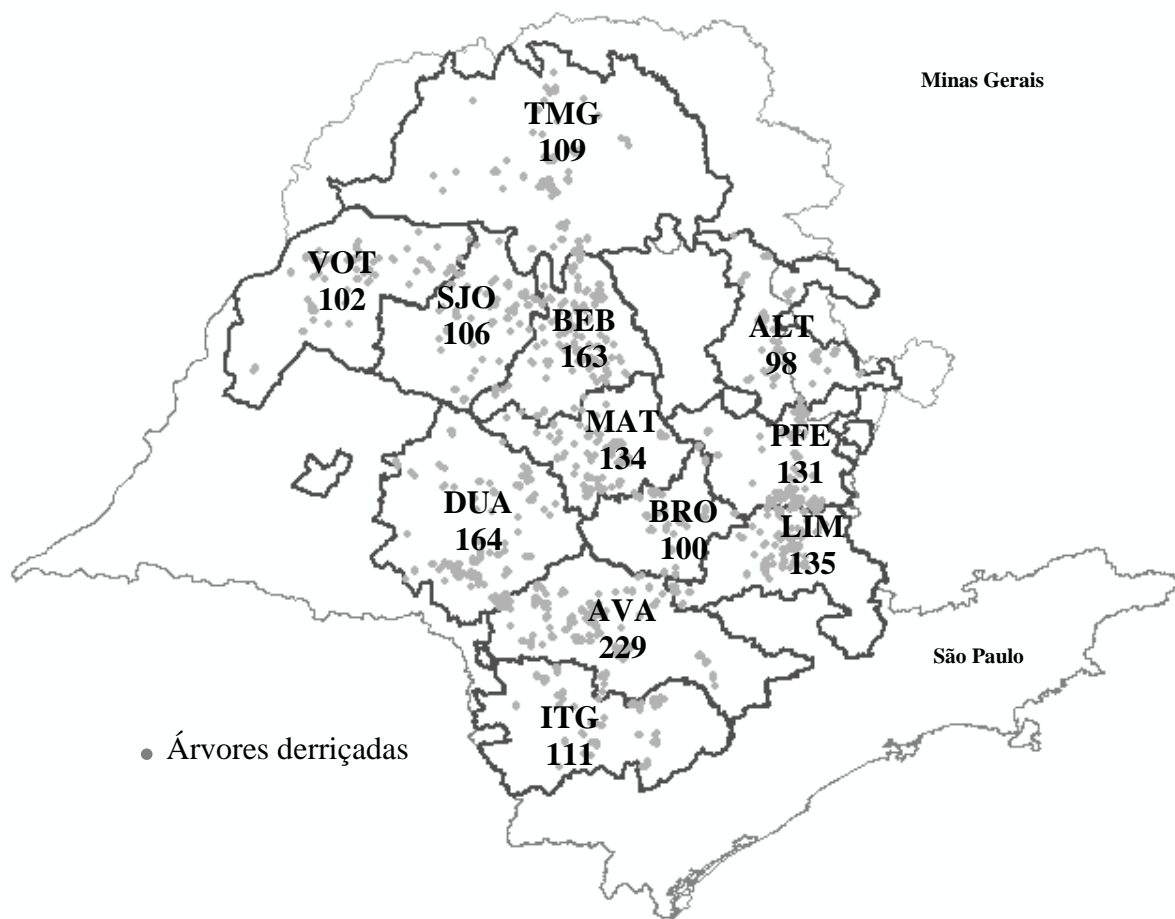 Minas Gerais
TMG
109
VOT
102
SJO
106
BEB
163
ALT
98
MAT
134
PFE
131
DUA
164
BRO
100
LIM
135
AVA
229
São Paulo
ITG
111
Árvores derriçadas